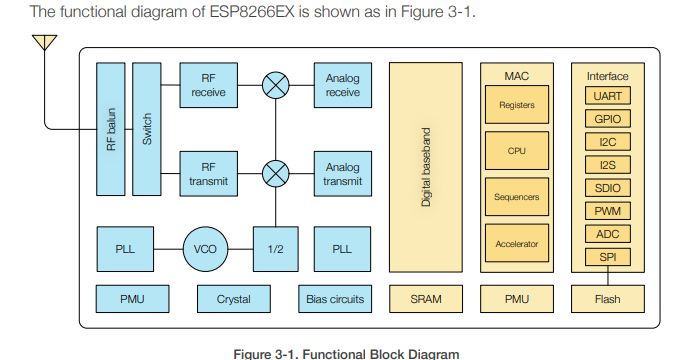 The functional diagram of ESP8266EX is shown as in Figure 3-1.
RF balun
Switch
RF
receive
Analog
receive
RF
transmit
Analog
transmit
PLL
VCO
1/2
PLL
PMU
Crystal
Bias circuits
Digital baseband
SRAM
MAC
Registers
CPU
Sequencers
Accelerator
PMU
Interface
UART
GPIO
I2C
I2S
SDIO
PWM
ADC
SPI
Flash
Figure 3-1. Functional Block Diagram